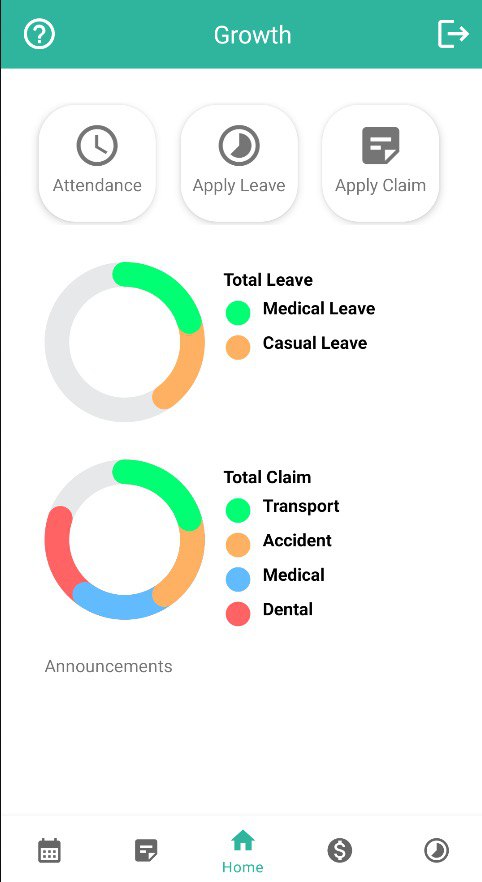 Growth
Attendance
Apply Leave
Apply Claim
Total Leave
Medical Leave
Casual Leave
Total Claim
Transport
Accident
Medical
Dental
Announcements
Home